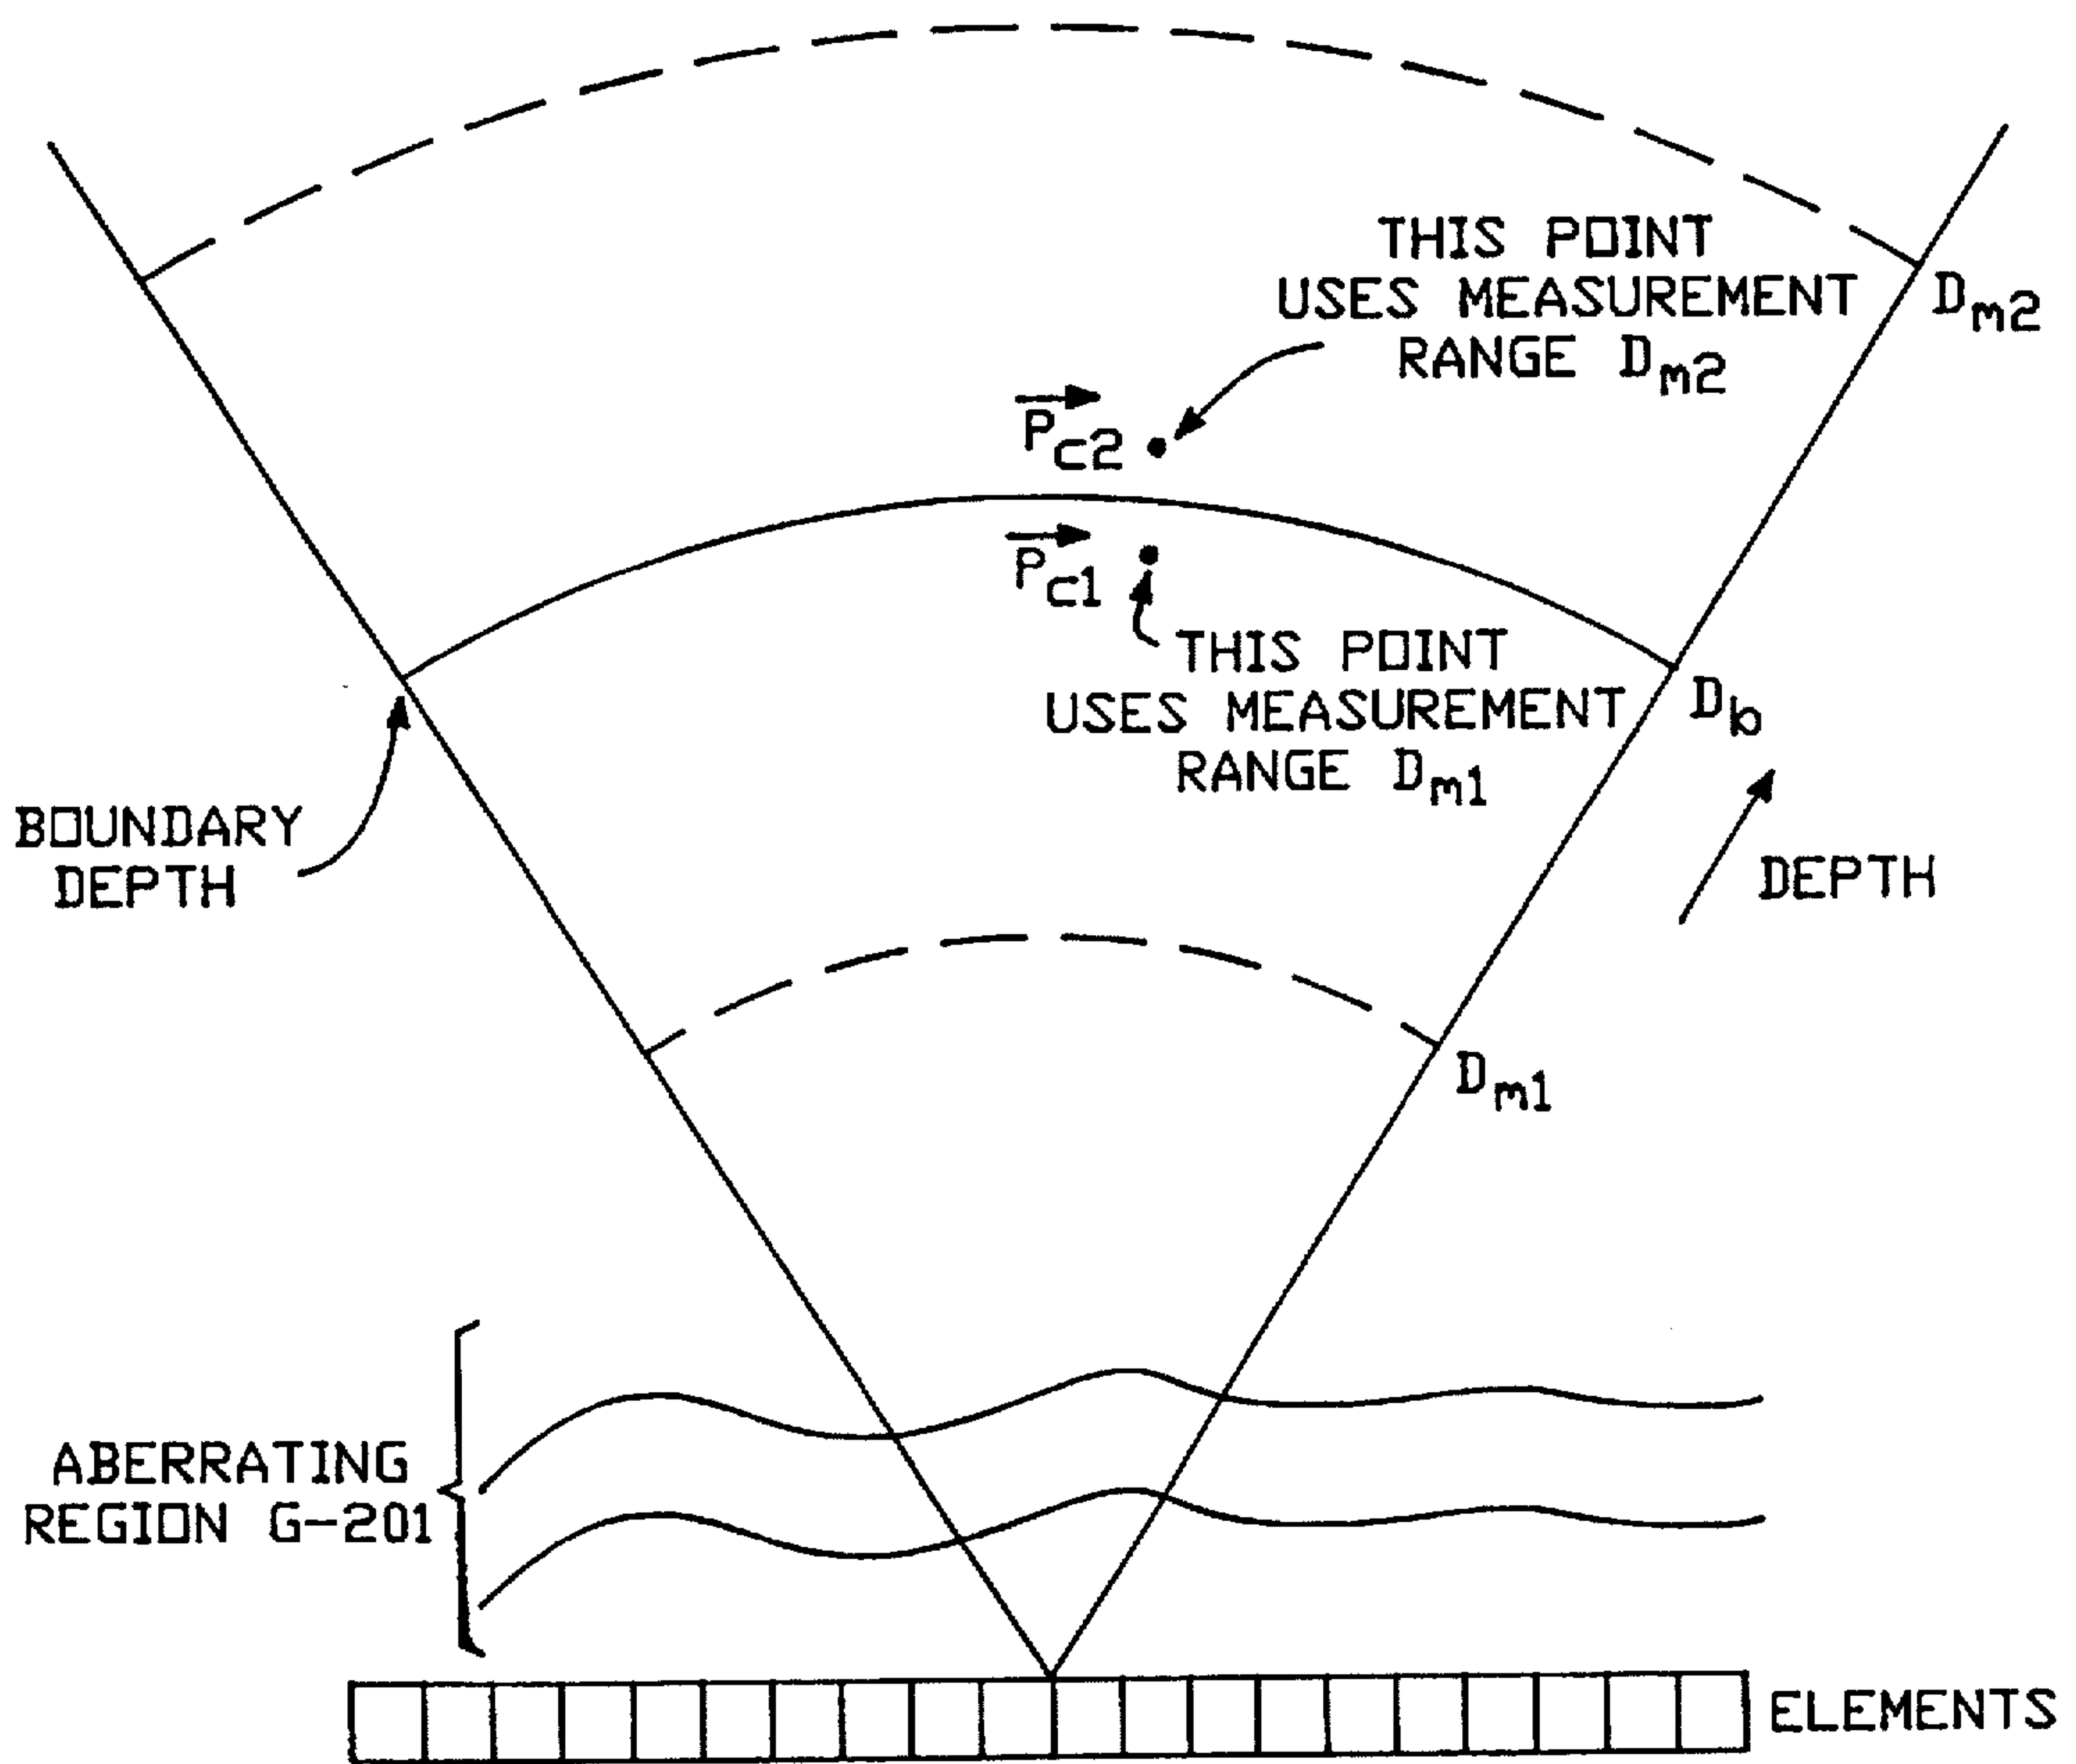 THIS POINT
USES MEASUREMENT
RANGE Dm2
Dm2
Pc2
Pc1
THIS POINT
USES MEASUREMENT
RANGE Dm1
Db
BOUNDARY
DEPTH
DEPTH
Dm1
ABERRATING
REGION G-201
ELEMENTS